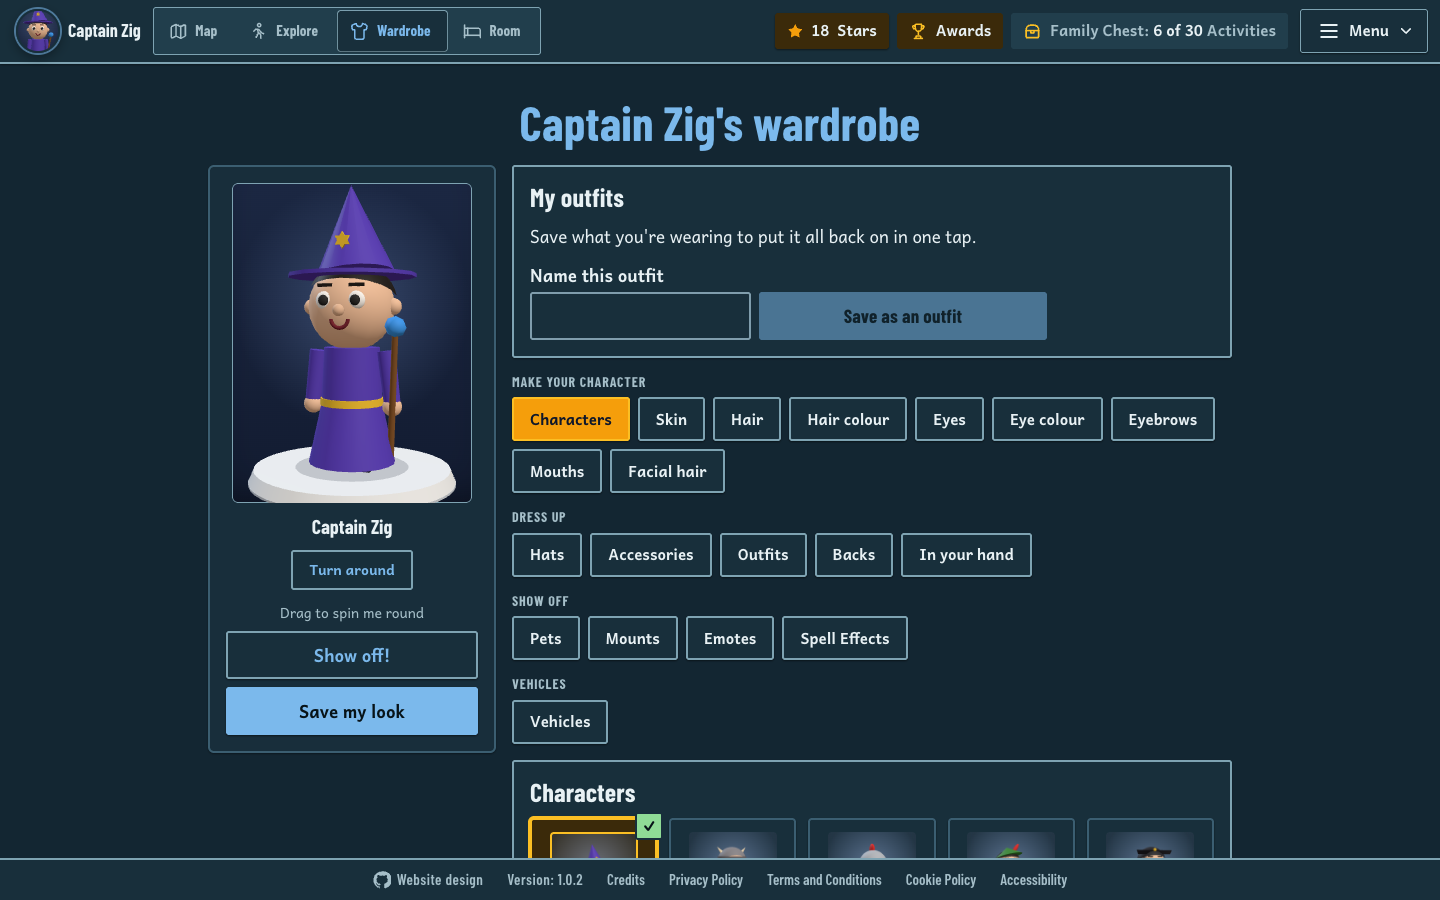 Captain Zig
Map
Explore
Wardrobe
Room
18 Stars
Awards
Family Chest: 6 of 30 Activities
Menu
Captain Zig's wardrobe
Captain Zig
Turn around
Drag to spin me round
Show off!
Save my look
My outfits
Save what you're wearing to put it all back on in one tap.
Name this outfit
Save as an outfit
MAKE YOUR CHARACTER
Characters
Skin
Hair
Hair colour
Eyes
Eye colour
Eyebrows
Mouths
Facial hair
DRESS UP
Hats
Accessories
Outfits
Backs
In your hand
SHOW OFF
Pets
Mounts
Emotes
Spell Effects
VEHICLES
Vehicles
Characters
Website design
Version: 1.0.2
Credits
Privacy Policy
Terms and Conditions
Cookie Policy
Accessibility